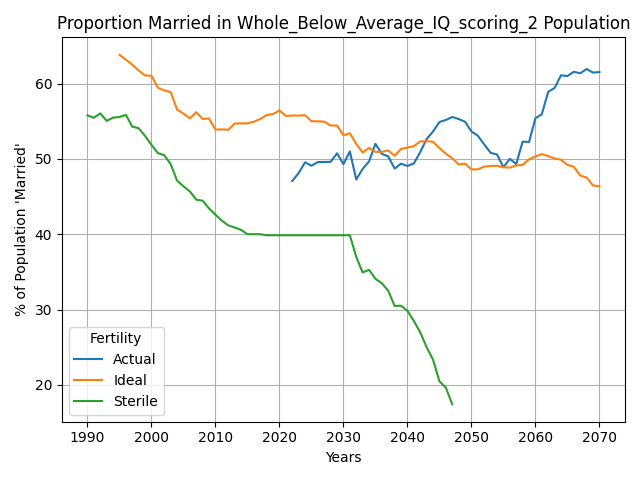 Proportion Married in Whole_Below_Average_IQ_scoring_2 Population
% of Population 'Married'
60
50
40
30
20
Fertility
Actual
Ideal
Sterile
1990 2000 2010 2020 2030 2040 2050 2060 2070
Years